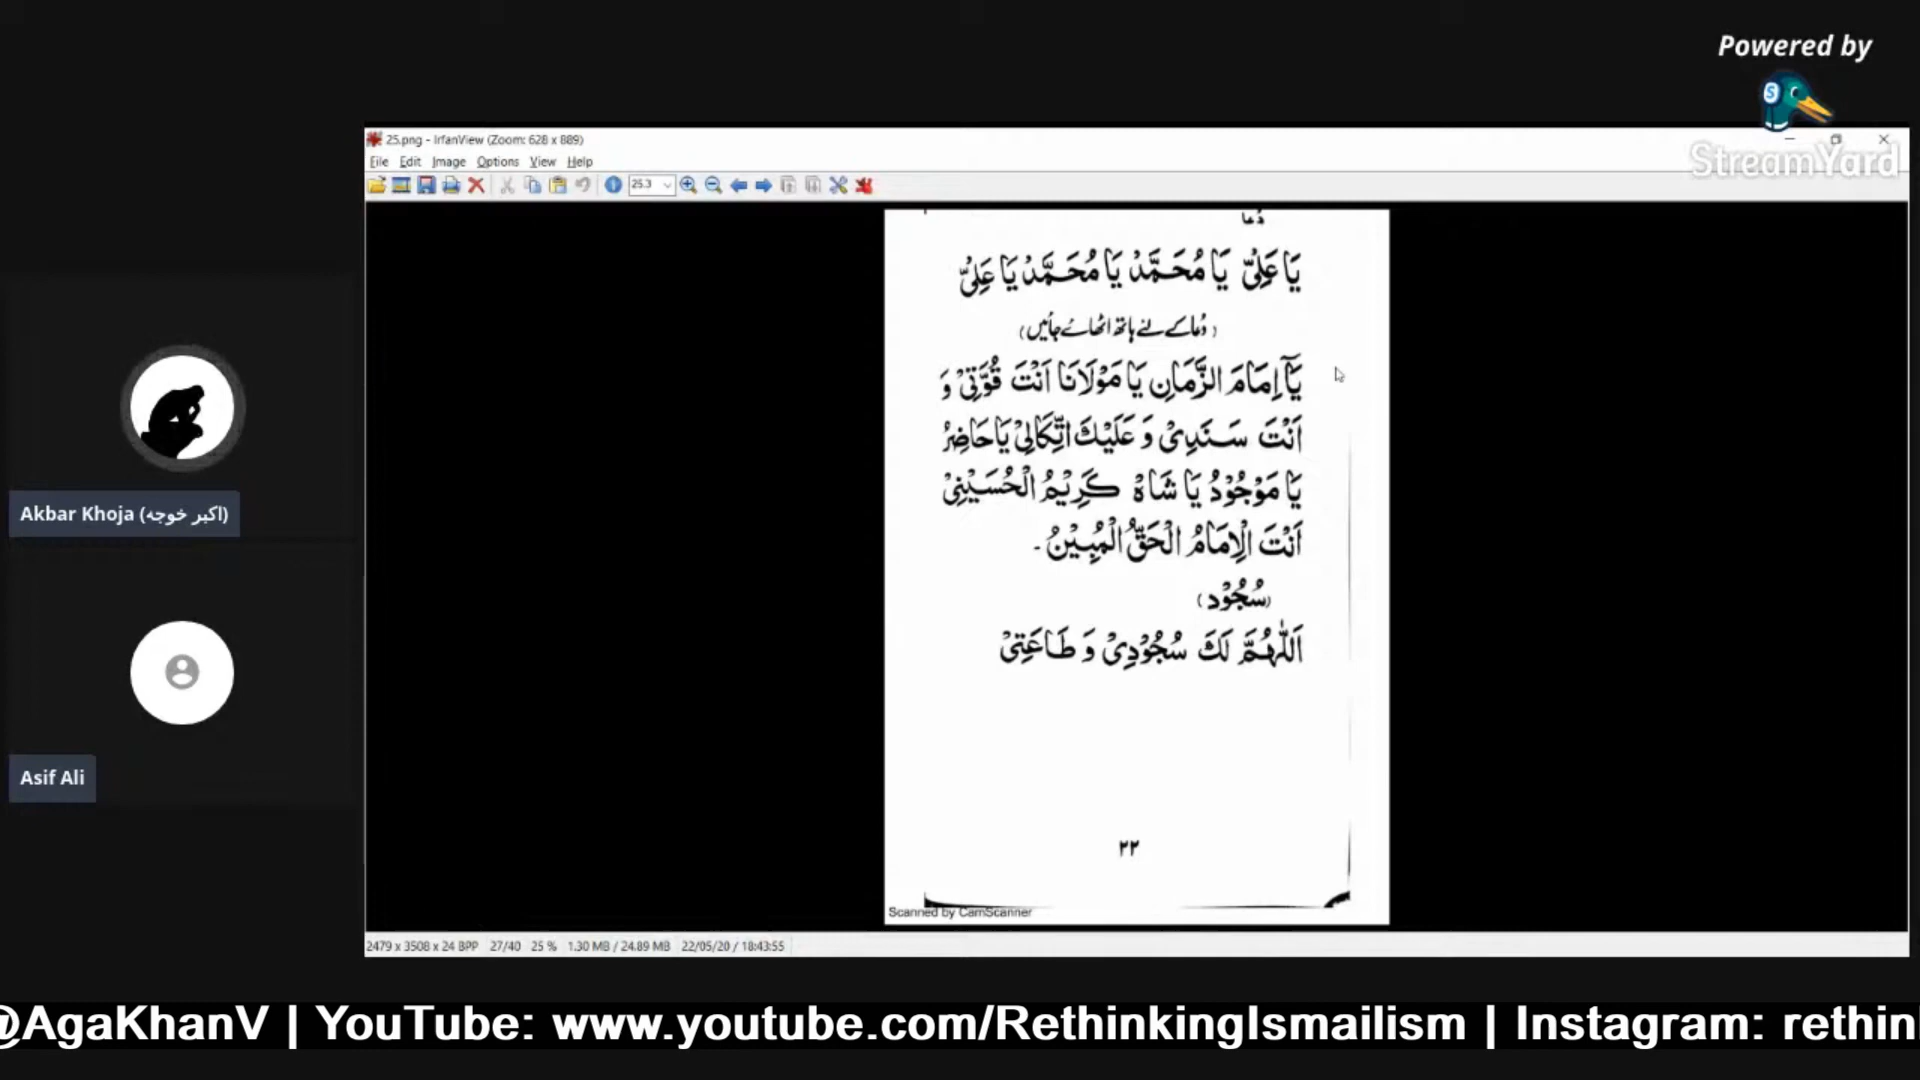 Powered by
StreamYard
25.png - IrfanView (Zoom: 628 x 889)
File Edit Image Options View Help
25.3
دُعا
يَا عَلِيُّ يَا مُحَمَّدُ يَا مُحَمَّدُ يَا عَلِيُّ
(دُعا کے لئے ہاتھ اٹھائے جائیں)
يَآ اِمَامَ الزَّمَانِ يَا مَوْلَانَا اَنْتَ قُوَّتِيْ وَ
اَنْتَ سَنَدِيْ وَ عَلَيْكَ اتِّكَالِيْ يَا حَاضِرُ
يَا مَوْجُوْدُ يَا شَاهْ كَرِيْمُ الْحُسَيْنِيْ
اَنْتَ الْاِمَامُ الْحَقُّ الْمُبِيْنُ ۔
(سُجُوْد)
اَللّٰهُمَّ لَكَ سُجُوْدِيْ وَ طَاعَتِيْ
۲۲
Scanned by CamScanner
2479 x 3508 x 24 BPP 27/40 25 % 1.30 MB / 24.89 MB 22/05/20 / 18:43:55
Akbar Khoja (اکبر خوجه)
Asif Ali
@AgaKhanV | YouTube: www.youtube.com/RethinkingIsmailism | Instagram: rethin